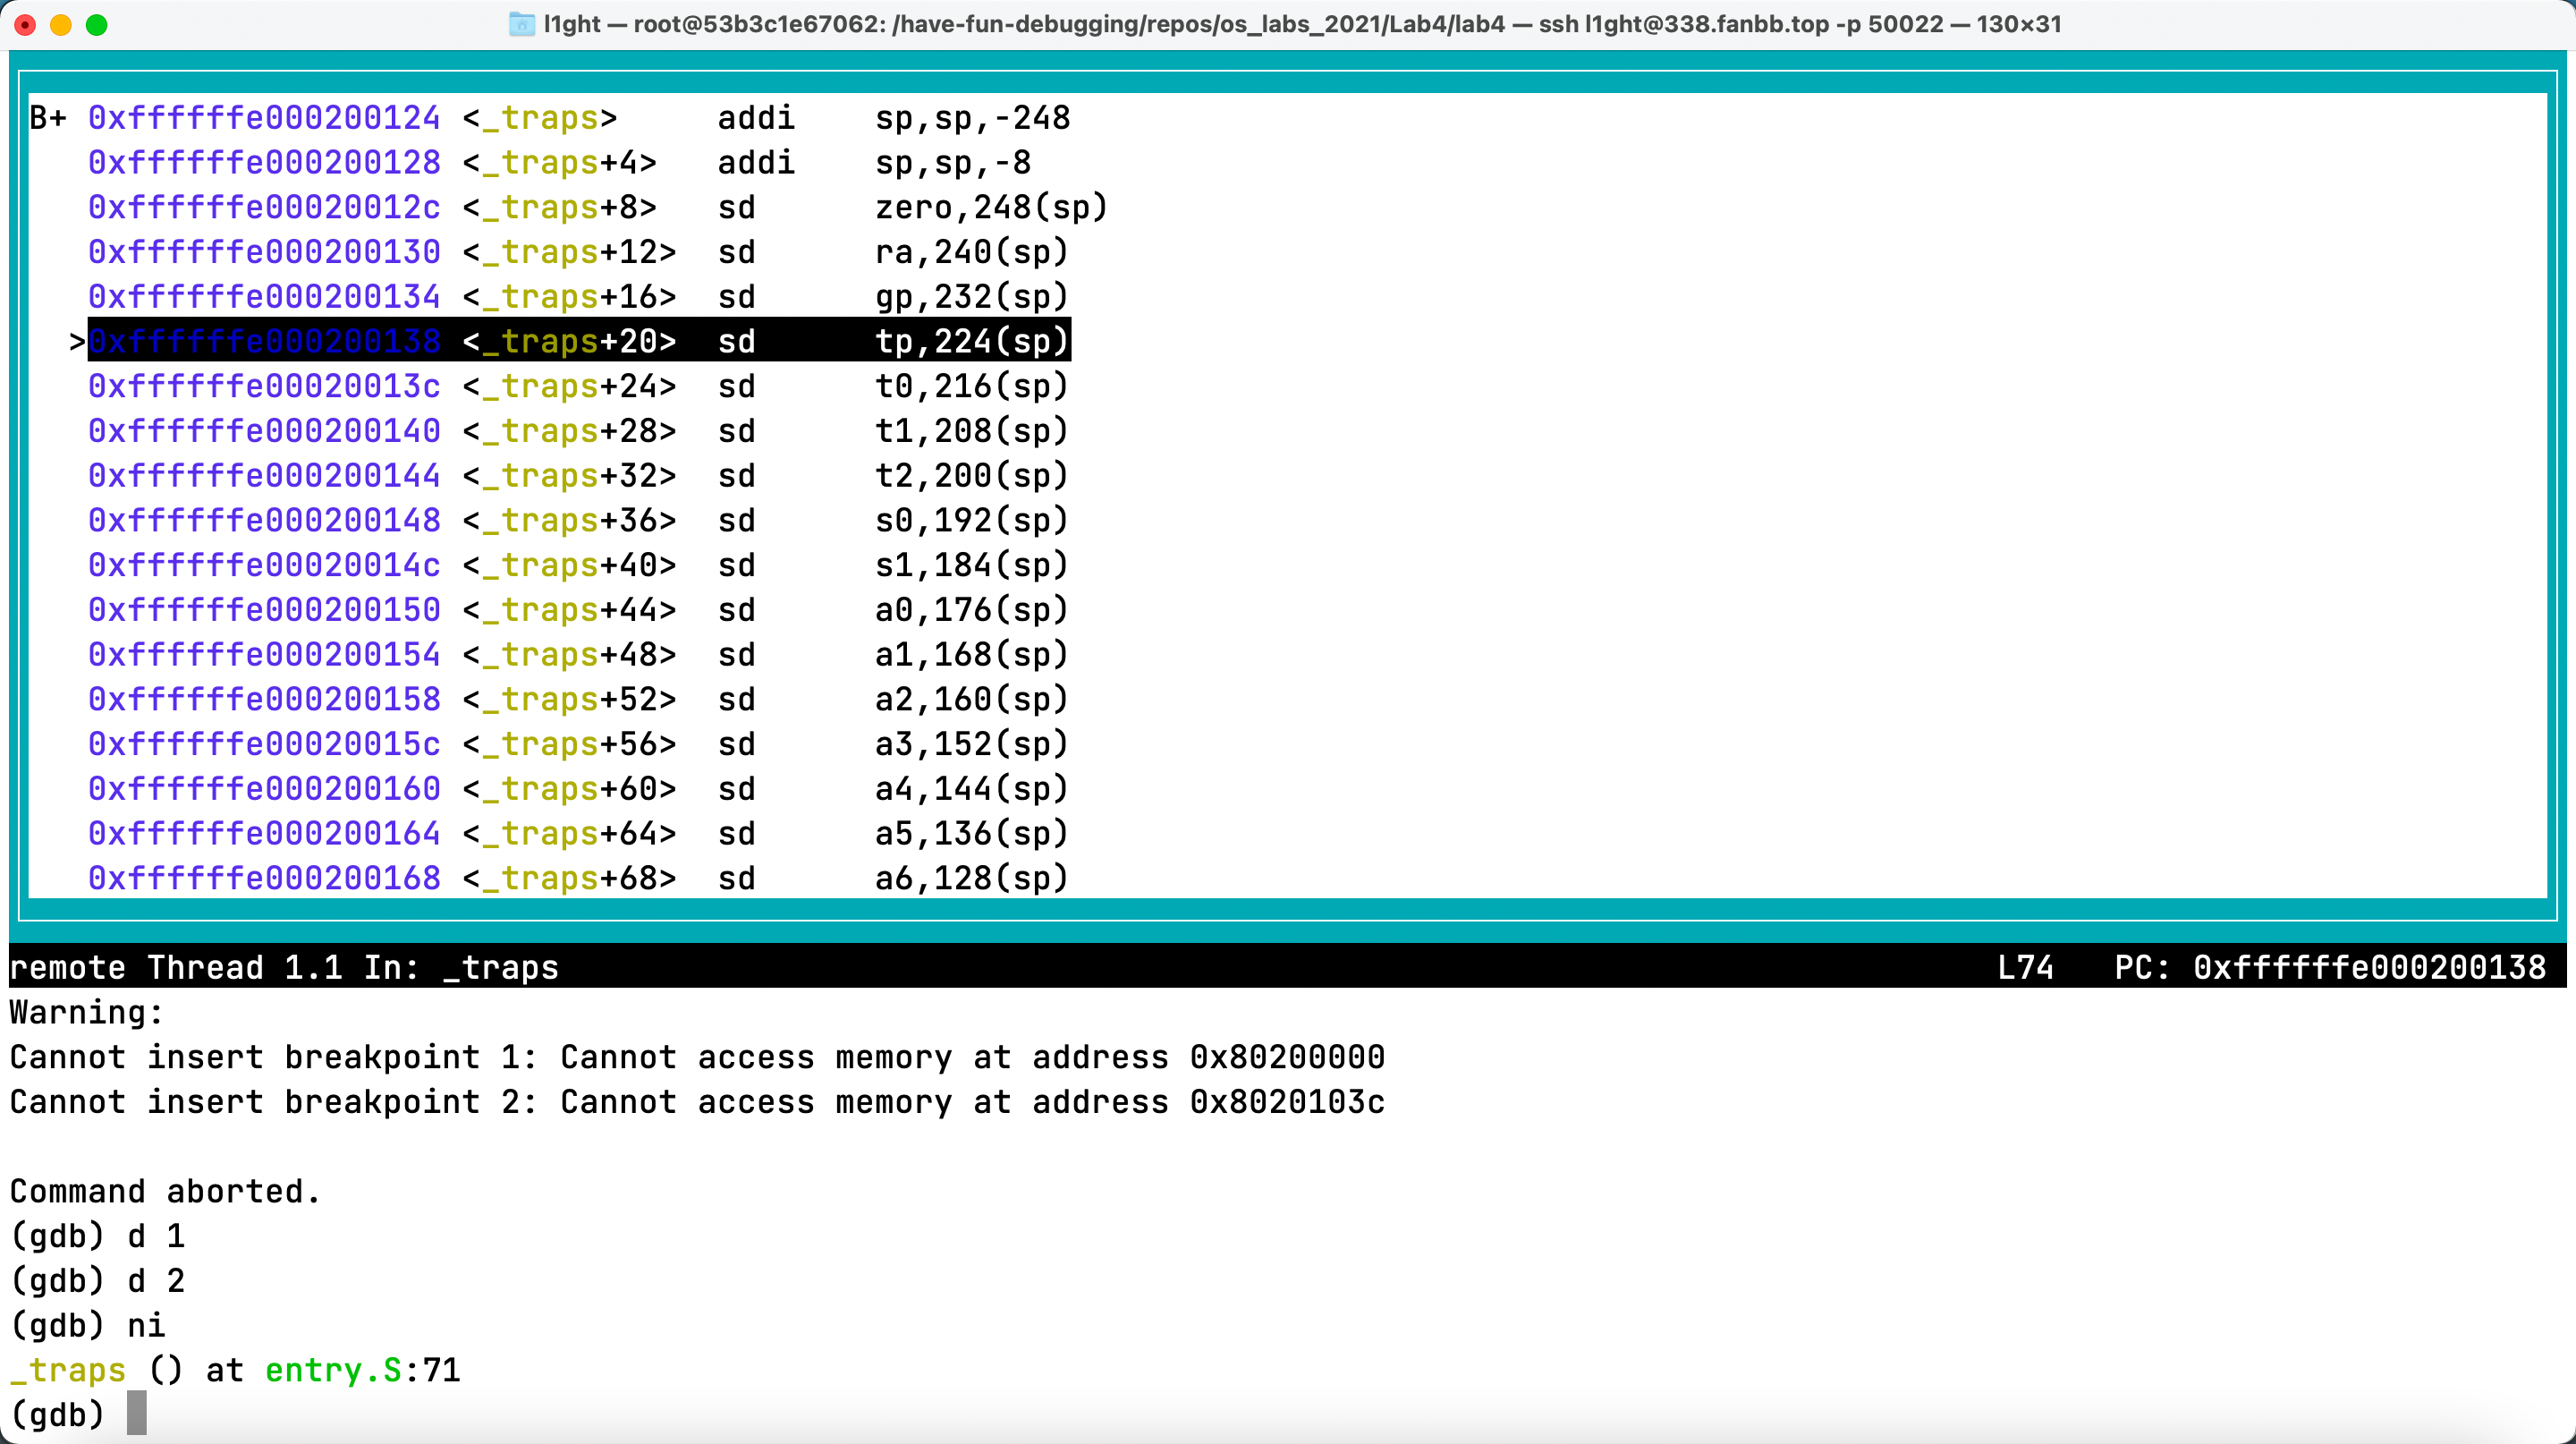 l1ght — root@53b3c1e67062: /have-fun-debugging/repos/os_labs_2021/Lab4/lab4 — ssh l1ght@338.fanbb.top -p 50022 — 130×31
B+ 0xffffffe000200124 <_traps> addi sp,sp,-248
0xffffffe000200128 <_traps+4> addi sp,sp,-8
0xffffffe00020012c <_traps+8> sd zero,248(sp)
0xffffffe000200130 <_traps+12> sd ra,240(sp)
0xffffffe000200134 <_traps+16> sd gp,232(sp)
>0xffffffe000200138 <_traps+20> sd tp,224(sp)
0xffffffe00020013c <_traps+24> sd t0,216(sp)
0xffffffe000200140 <_traps+28> sd t1,208(sp)
0xffffffe000200144 <_traps+32> sd t2,200(sp)
0xffffffe000200148 <_traps+36> sd s0,192(sp)
0xffffffe00020014c <_traps+40> sd s1,184(sp)
0xffffffe000200150 <_traps+44> sd a0,176(sp)
0xffffffe000200154 <_traps+48> sd a1,168(sp)
0xffffffe000200158 <_traps+52> sd a2,160(sp)
0xffffffe00020015c <_traps+56> sd a3,152(sp)
0xffffffe000200160 <_traps+60> sd a4,144(sp)
0xffffffe000200164 <_traps+64> sd a5,136(sp)
0xffffffe000200168 <_traps+68> sd a6,128(sp)
remote Thread 1.1 In: _traps L74 PC: 0xffffffe000200138
Warning:
Cannot insert breakpoint 1: Cannot access memory at address 0x80200000
Cannot insert breakpoint 2: Cannot access memory at address 0x8020103c
Command aborted.
(gdb) d 1
(gdb) d 2
(gdb) ni
_traps () at entry.S:71
(gdb)